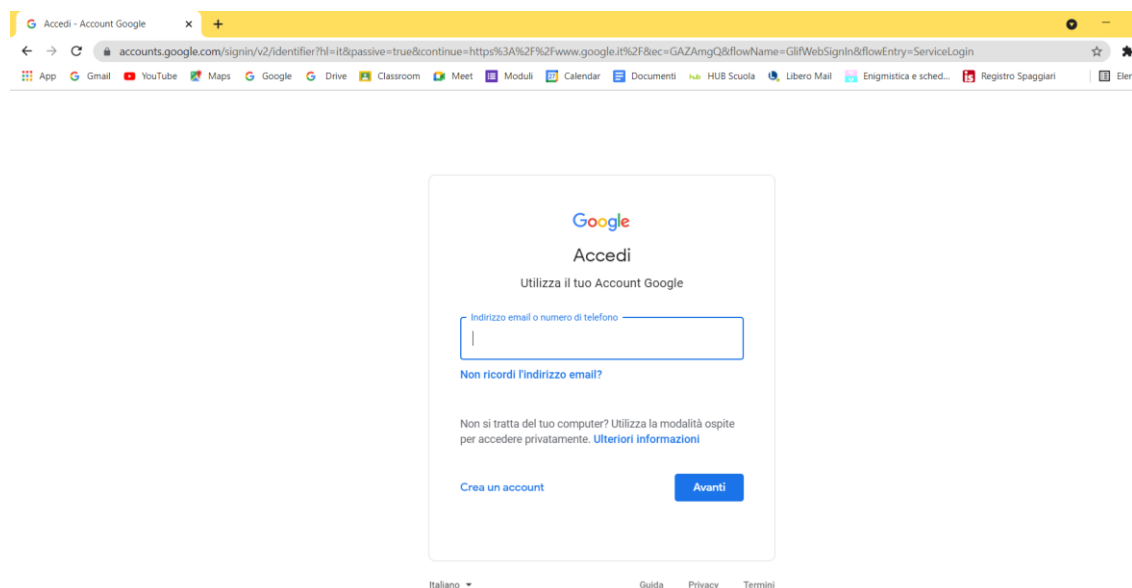 Accedi - Account Google
accounts.google.com/signin/v2/identifier?hl=it&passive=true&continue=https%3A%2F%2Fwww.google.it%2F&ec=GAZAmgQ&flowName=GlifWebSignIn&flowEntry=ServiceLogin
App Gmail YouTube Maps Google Drive Classroom Meet Moduli Calendar Documenti HUB Scuola Libero Mail Enigmistica e sched... Registro Spaggiari Eler
Google
Accedi
Utilizza il tuo Account Google
Indirizzo email o numero di telefono
Non ricordi l'indirizzo email?
Non si tratta del tuo computer? Utilizza la modalità ospite
per accedere privatamente. Ulteriori informazioni
Crea un account Avanti
Italiano Guida Privacy Termini